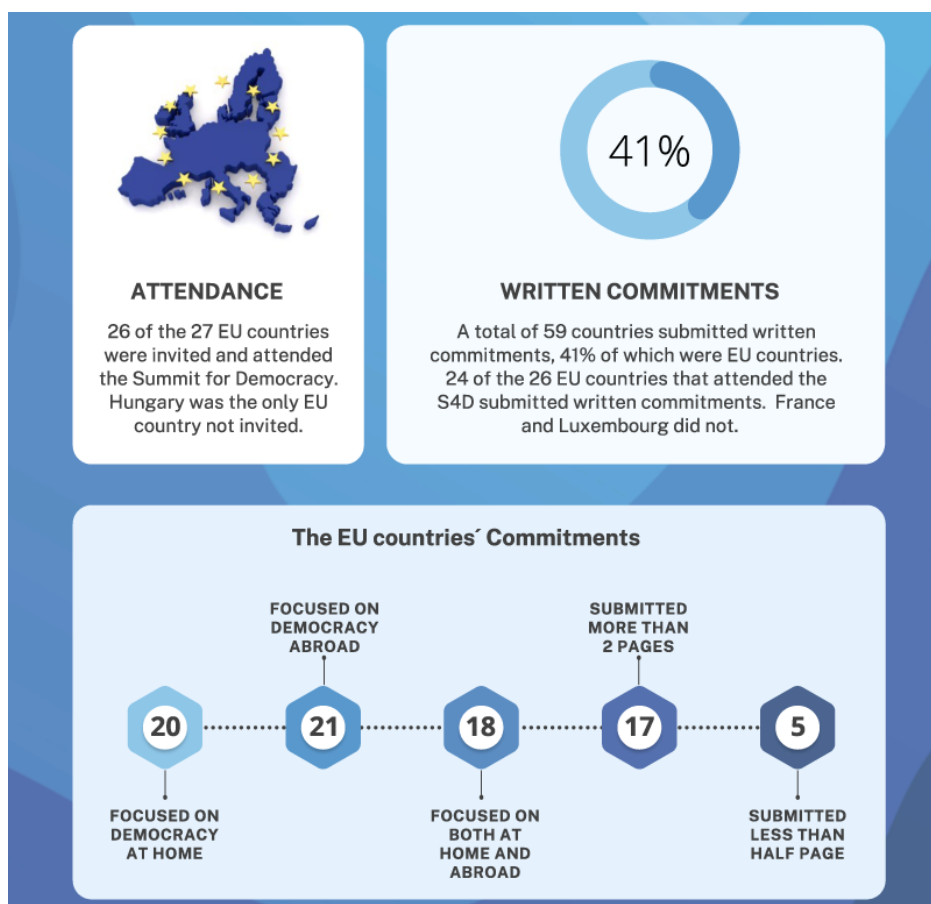 ATTENDANCE
26 of the 27 EU countries
were invited and attended
the Summit for Democracy.
Hungary was the only EU
country not invited.
41%
WRITTEN COMMITMENTS
A total of 59 countries submitted written
commitments, 41% of which were EU countries.
24 of the 26 EU countries that attended the
S4D submitted written commitments. France
and Luxembourg did not.
The EU countries´ Commitments
20
FOCUSED ON
DEMOCRACY
AT HOME
FOCUSED ON
DEMOCRACY
ABROAD
21
18
FOCUSED ON
BOTH AT
HOME AND
ABROAD
SUBMITTED
MORE THAN
2 PAGES
17
5
SUBMITTED
LESS THAN
HALF PAGE